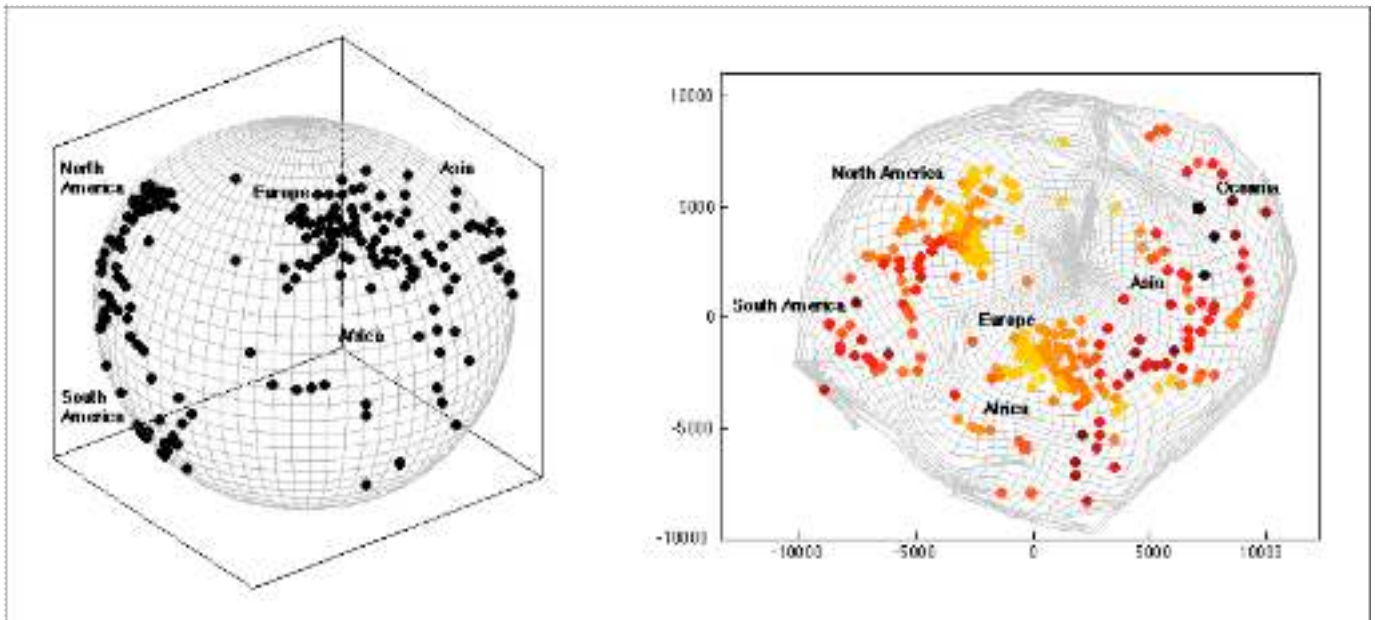 North
America
Europe
Asia
Africa
South
America
10000
5000
0
-5000
-10000
North America
Oceania
South America
Asia
Europe
Africa
-10000
-5000
0
5000
10000